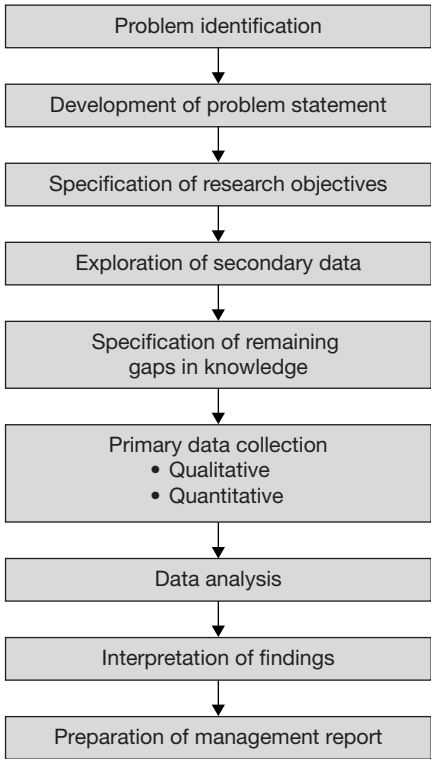 Problem identification
Development of problem statement
Specification of research objectives
Exploration of secondary data
Specification of remaining
gaps in knowledge
Primary data collection
• Qualitative
• Quantitative
Data analysis
Interpretation of findings
Preparation of management report